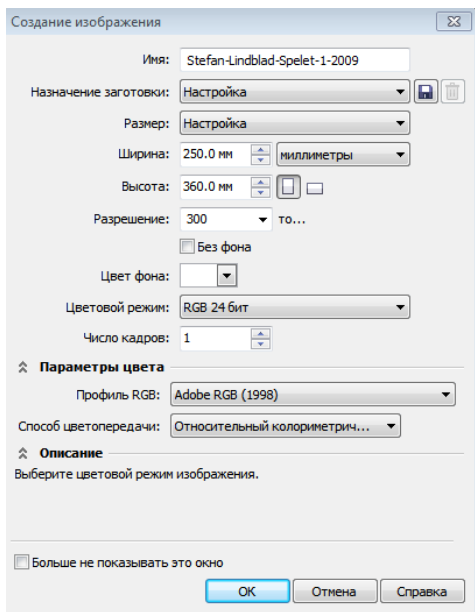 Создание изображения
Имя: Stefan-Lindblad-Spelet-1-2009
Назначение заготовки: Настройка
Размер: Настройка
Ширина: 250.0 мм миллиметры
Высота: 360.0 мм
Разрешение: 300 то...
Без фона
Цвет фона:
Цветовой режим: RGB 24 бит
Число кадров: 1
Параметры цвета
Профиль RGB: Adobe RGB (1998)
Способ цветопередачи: Относительный колориметрич...
Описание
Выберите цветовой режим изображения.
Больше не показывать это окно
OK Отмена Справка